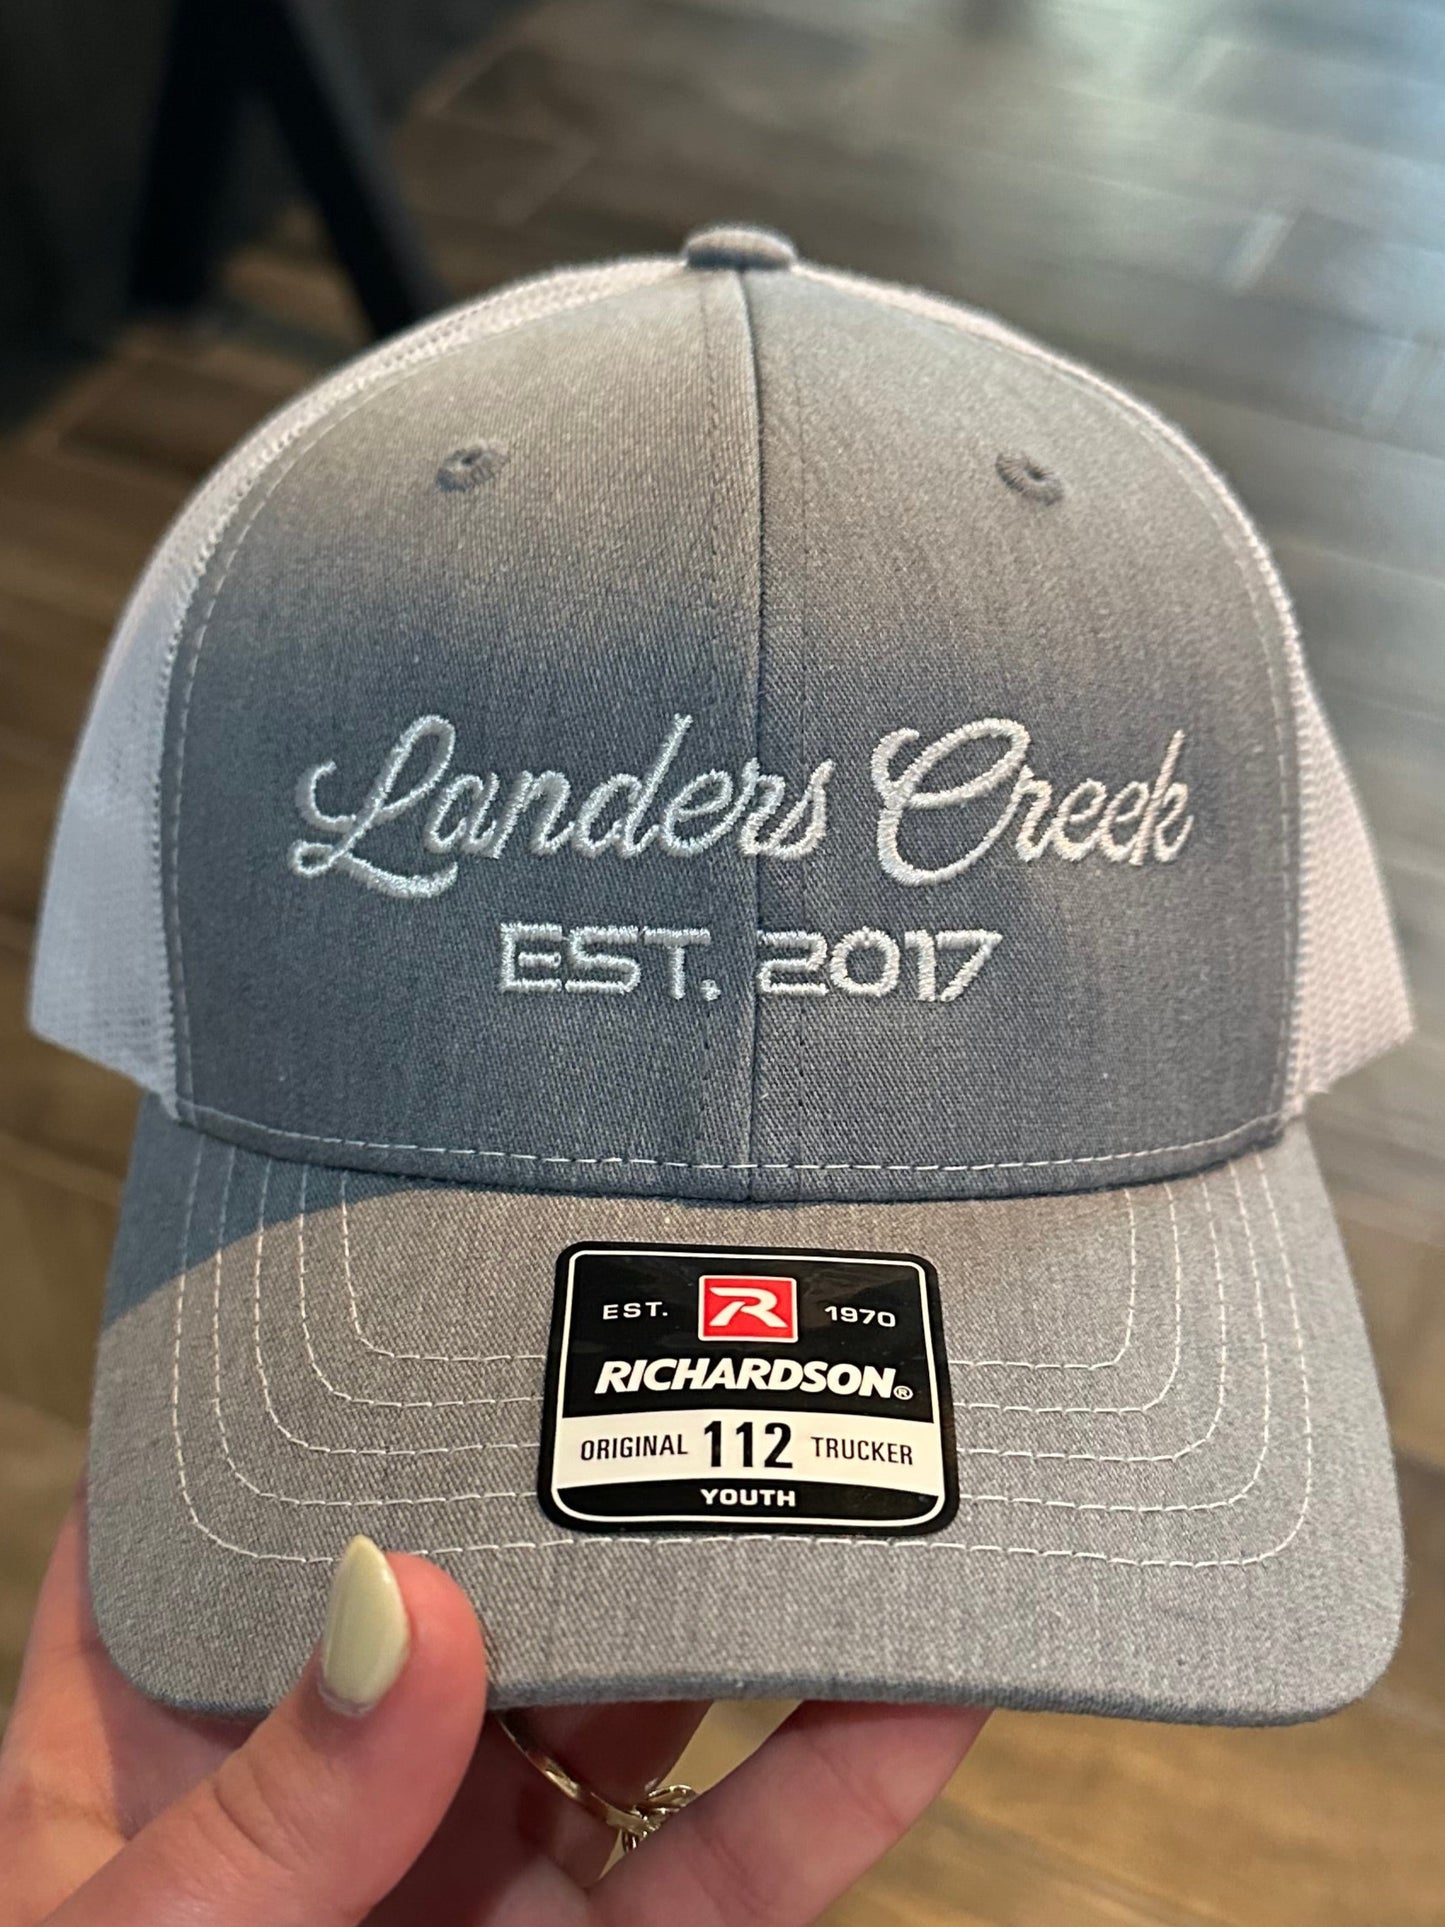 Landers Creek
EST. 2017
EST. R 1970
RICHARDSON®
ORIGINAL 112 TRUCKER
YOUTH